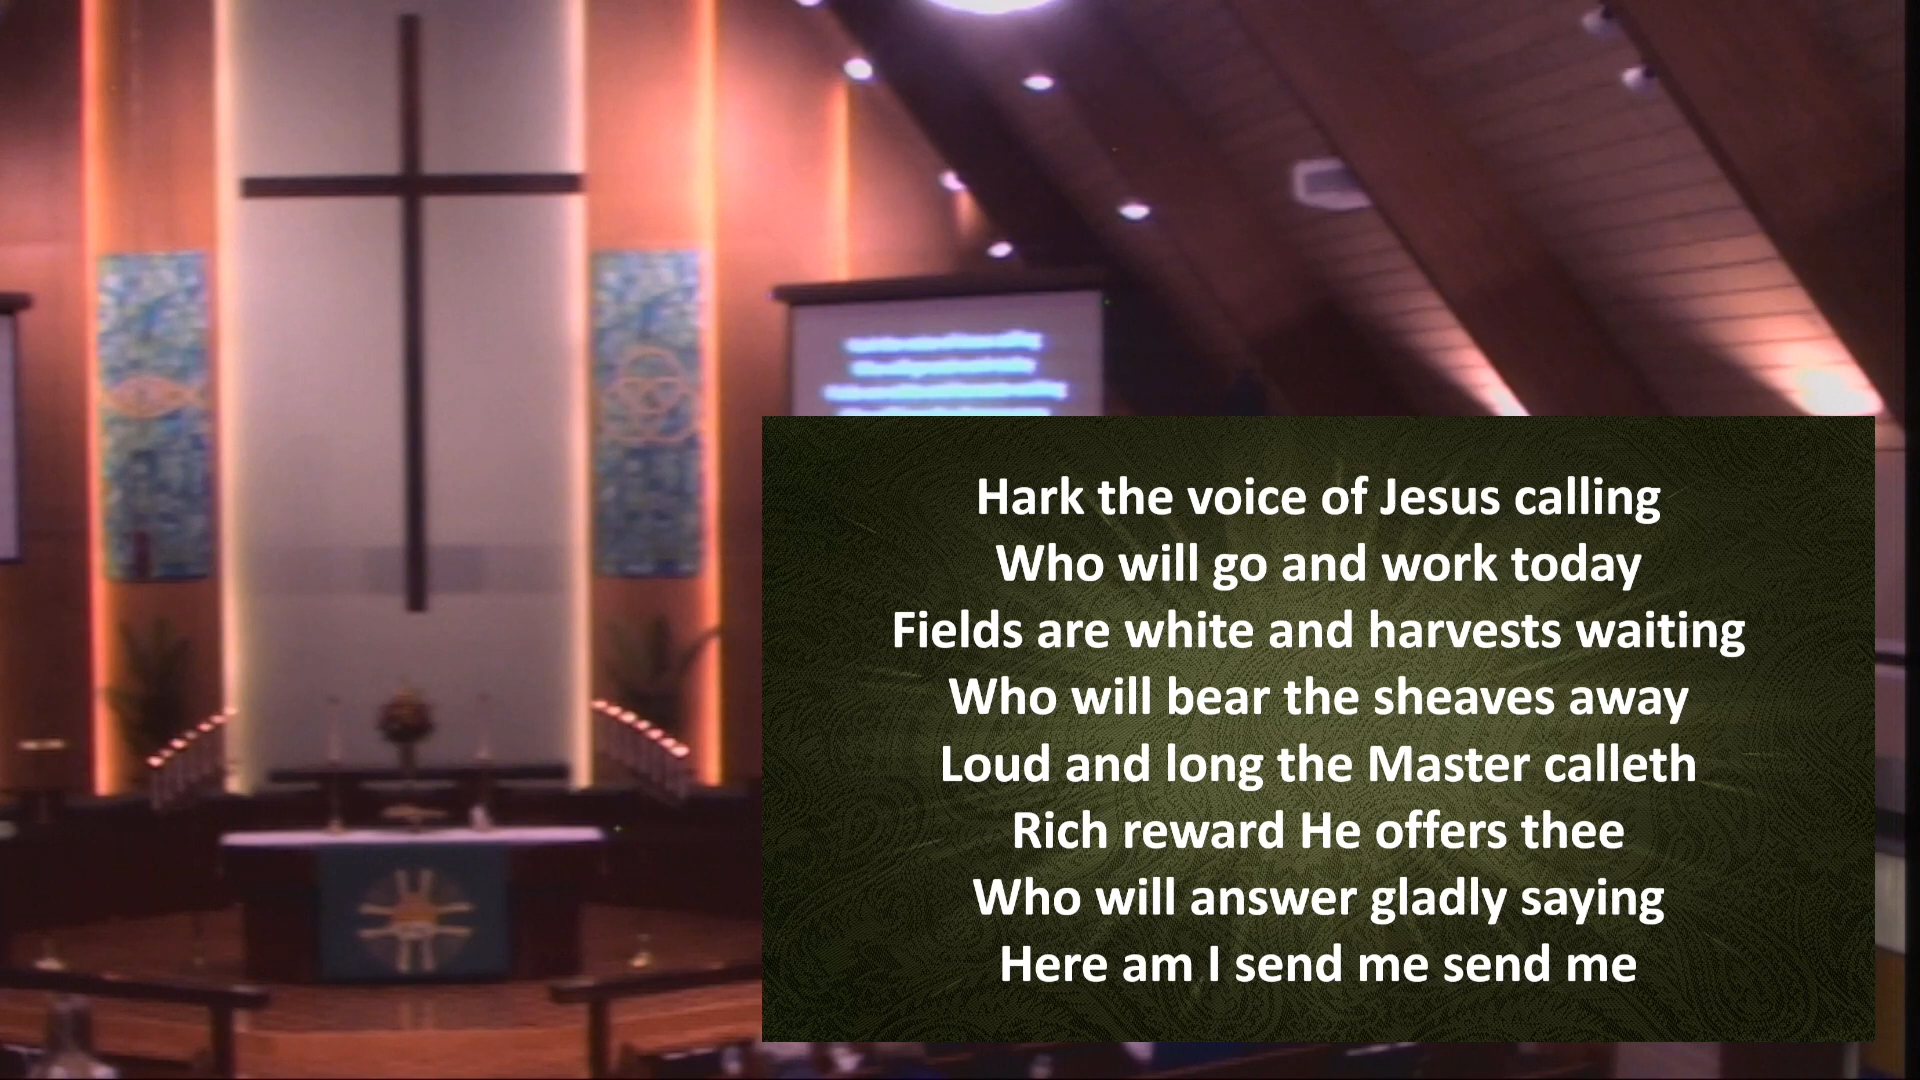 Hark the voice of Jesus calling
Who will go and work today
Fields are white and harvests waiting
Who will bear the sheaves away
Loud and long the Master calleth
Rich reward He offers thee
Who will answer gladly saying
Here am I send me send me